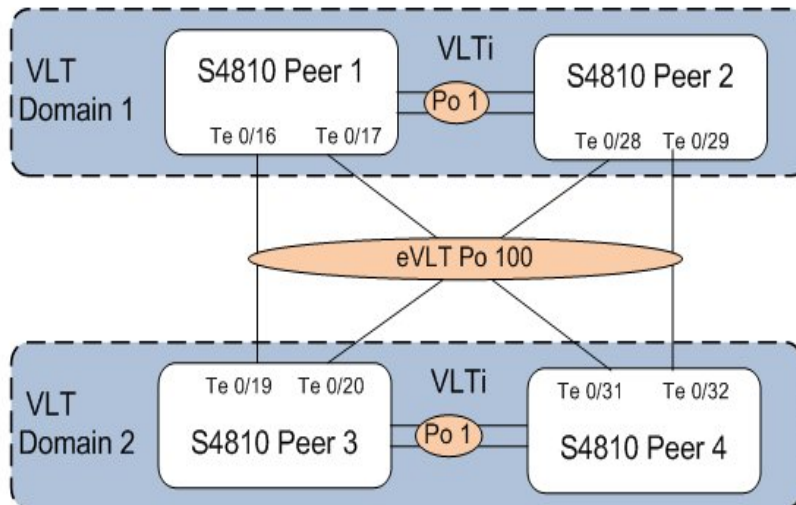 VLT
Domain 1
S4810 Peer 1
Te 0/16 Te 0/17
VLTi
Po 1
S4810 Peer 2
Te 0/28 Te 0/29
eVLT Po 100
VLT
Domain 2
Te 0/19 Te 0/20
S4810 Peer 3
VLTi
Po 1
Te 0/31 Te 0/32
S4810 Peer 4